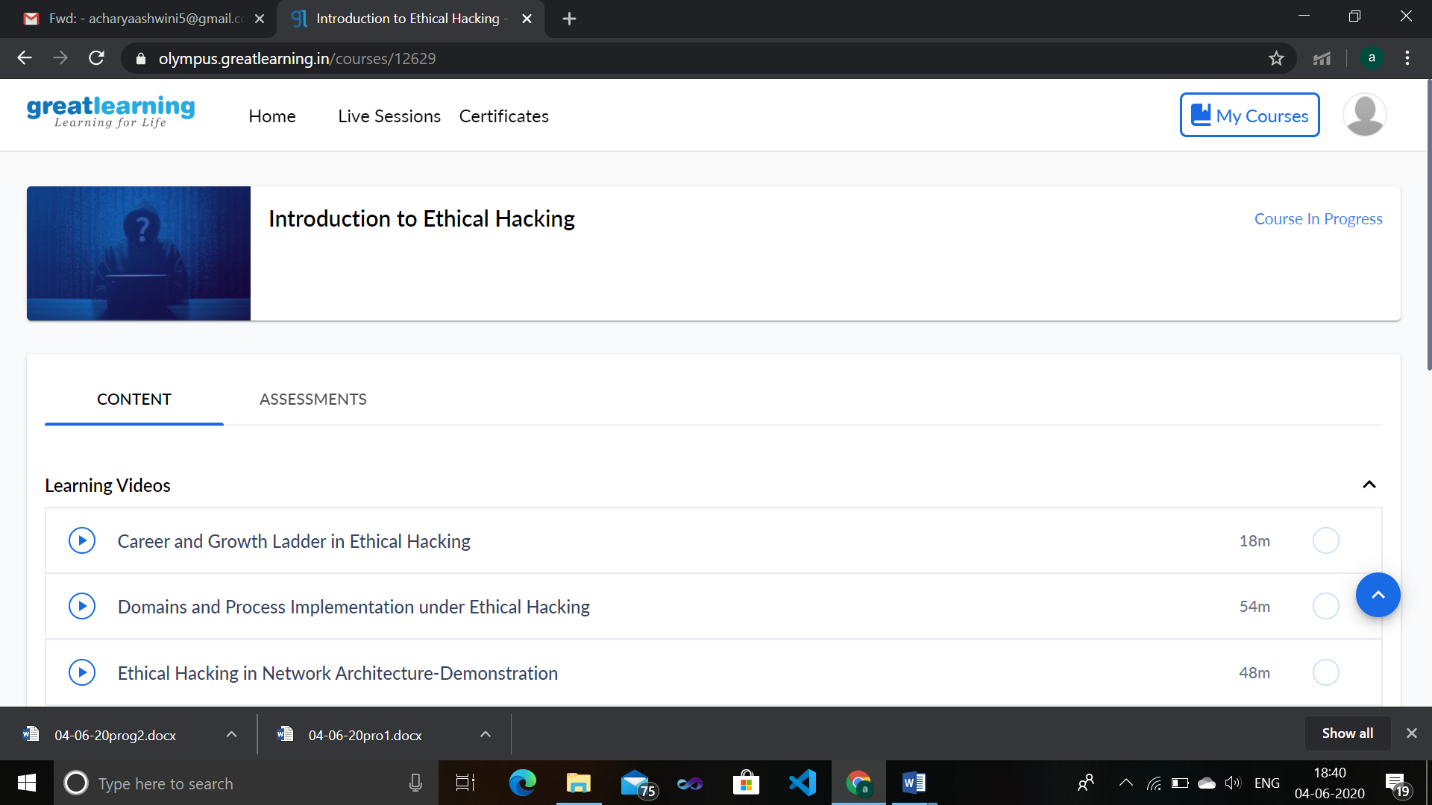 Fwd: - acharyaashwini5@gmail.co
Introduction to Ethical Hacking -
olympus.greatlearning.in/courses/12629
a
greatlearning
Learning for Life
Home
Live Sessions
Certificates
My Courses
?
Introduction to Ethical Hacking
Course In Progress
CONTENT
ASSESSMENTS
Learning Videos
Career and Growth Ladder in Ethical Hacking
18m
Domains and Process Implementation under Ethical Hacking
54m
Ethical Hacking in Network Architecture-Demonstration
48m
04-06-20prog2.docx
04-06-20pro1.docx
Show all
Type here to search
75
a
ENG
18:40
04-06-2020
19